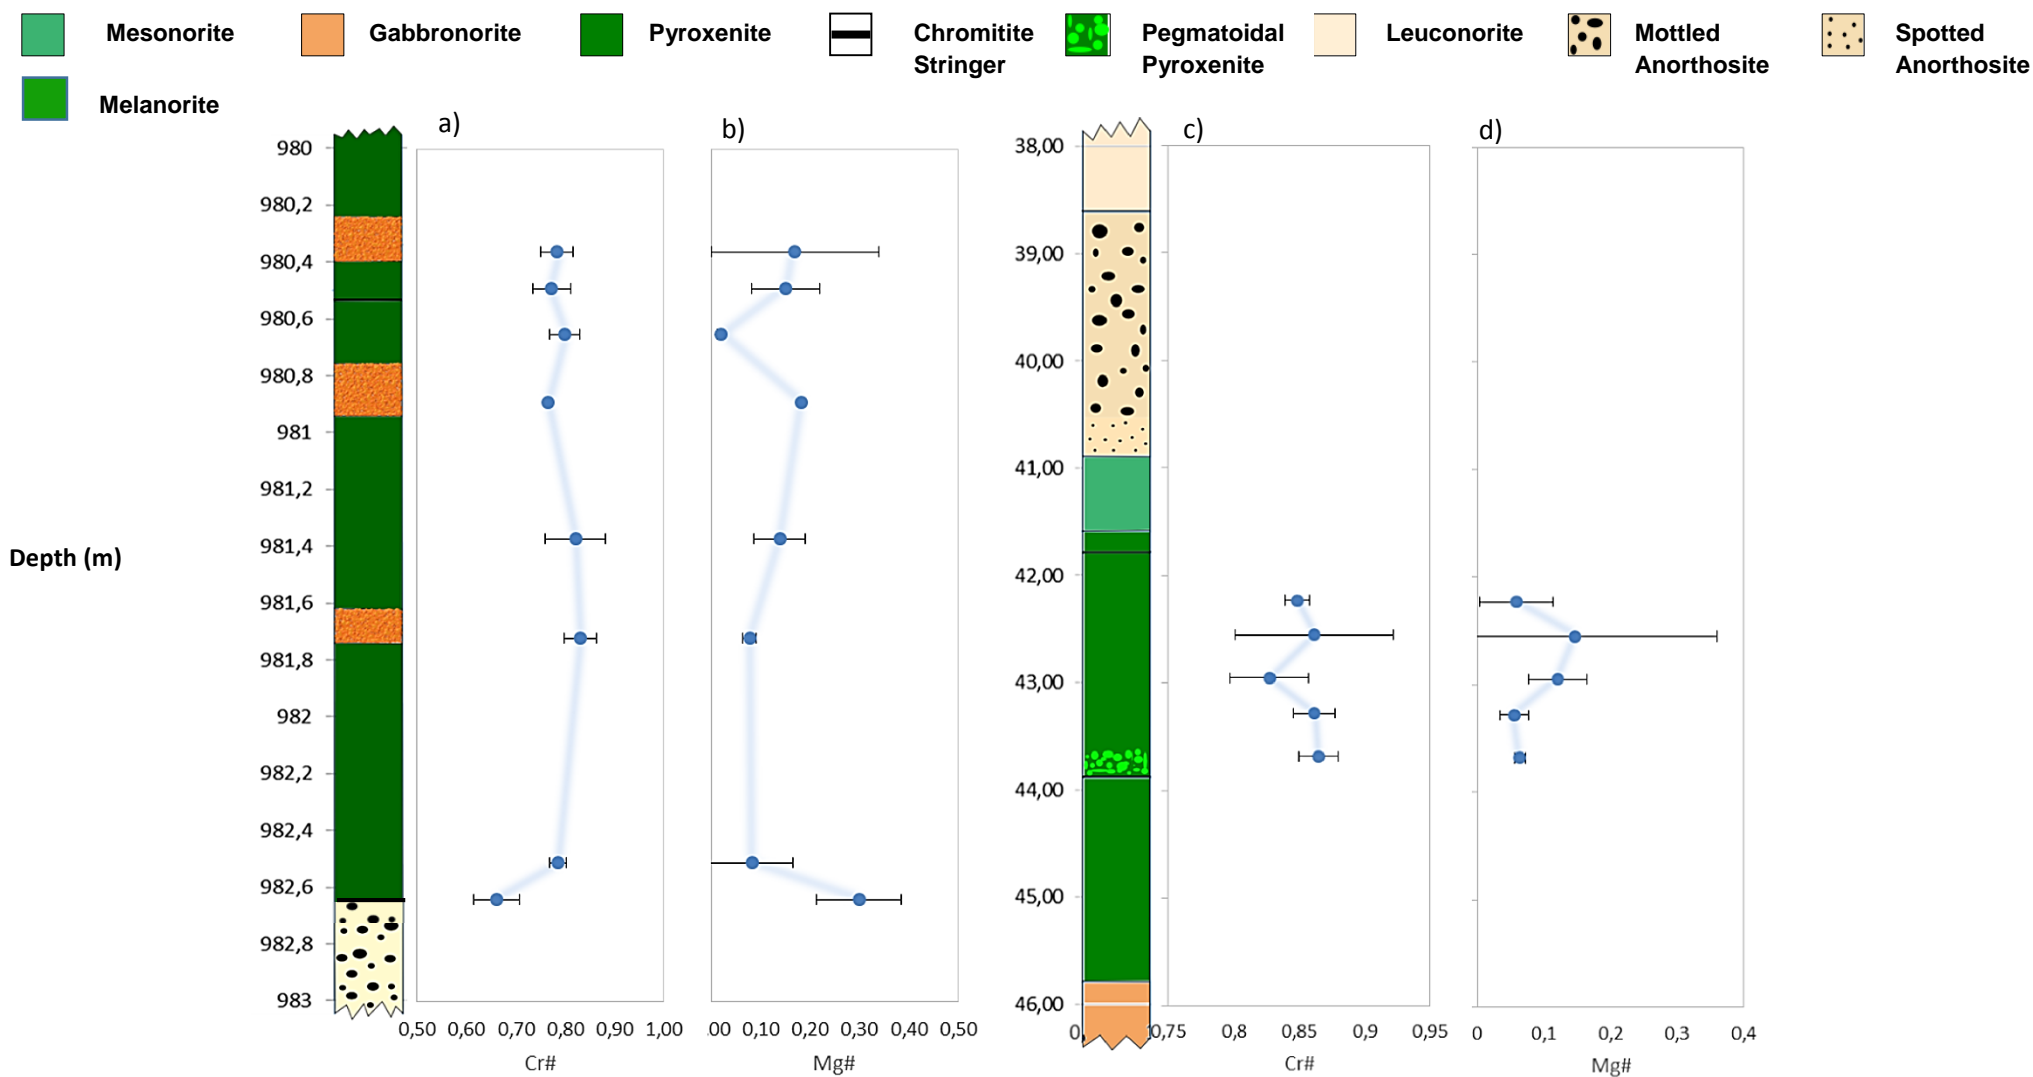 Mesonorite
Gabbronorite
Pyroxenite
Chromitite
Stringer
Pegmatoidal
Pyroxenite
Leuconorite
Mottled
Anorthosite
Spotted
Anorthosite
Melanorite
Depth (m)
980
980,2
980,4
980,6
980,8
981
981,2
981,4
981,6
981,8
982
982,2
982,4
982,6
982,8
983
a)
0,50 0,60 0,70 0,80 0,90 1,00
Cr#
b)
00 0,10 0,20 0,30 0,40 0,50
Mg#
38,00
39,00
40,00
41,00
42,00
43,00
44,00
45,00
46,00
c)
0,75 0,8 0,85 0,9 0,95
Cr#
d)
0 0,1 0,2 0,3 0,4
Mg#